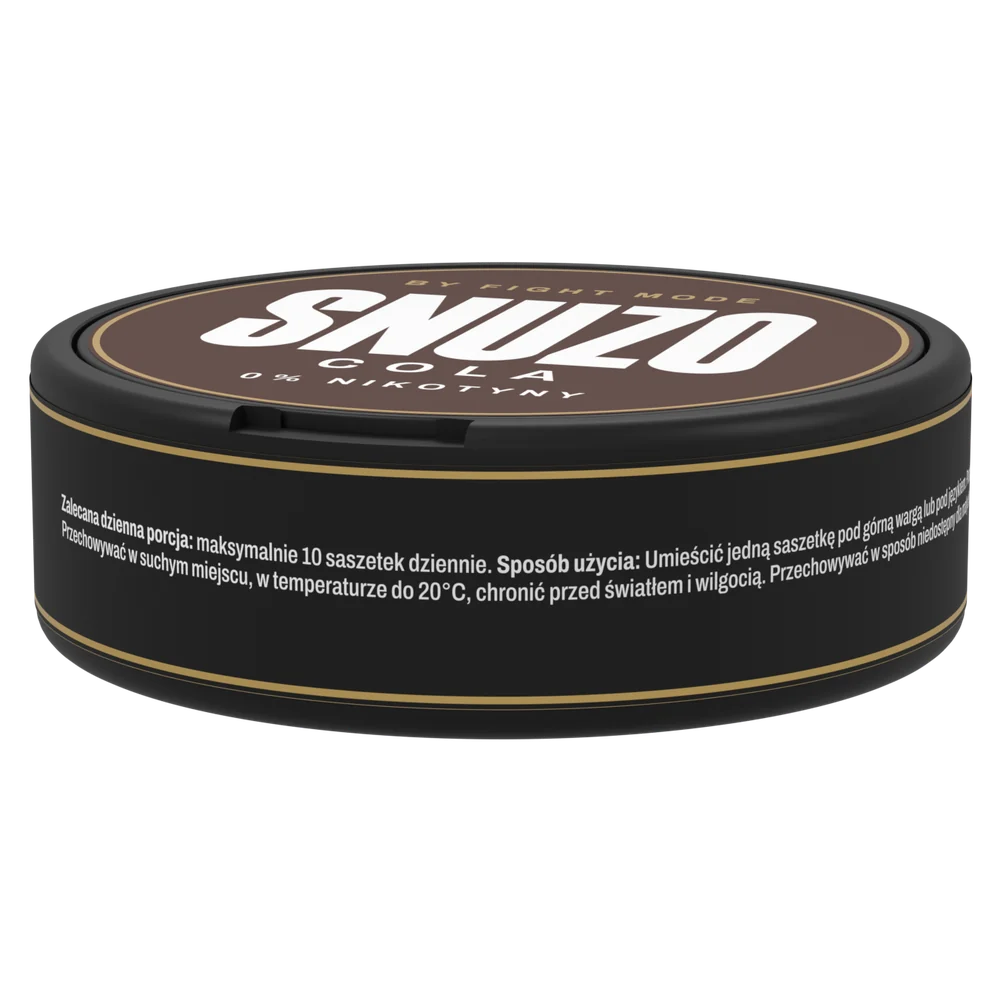 BY FIGHT MODE
SNUZO
COLA
0% NIKOTYNY
Zalecana dzienna porcja: maksymalnie 10 saszetek dziennie. Sposób użycia: Umieścić jedną saszetkę pod górną wargą lub pod językiem
Przechowywać w suchym miejscu, w temperaturze do 20°C, chronić przed światłem i wilgocią. Przechowywać w sposób niedostępny dla